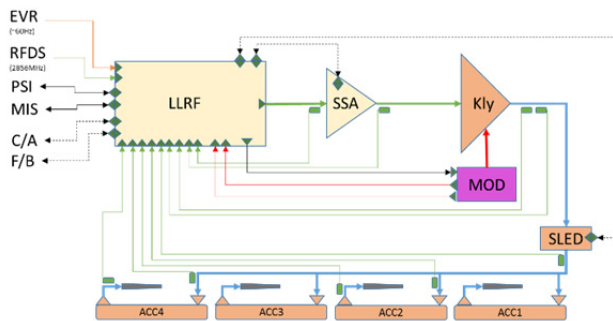 EVR
(~60Hz)
RFDS
(2856MHz)
PSI
MIS
C/A
F/B
LLRF
SSA
Kly
MOD
SLED
ACC4
ACC3
ACC2
ACC1